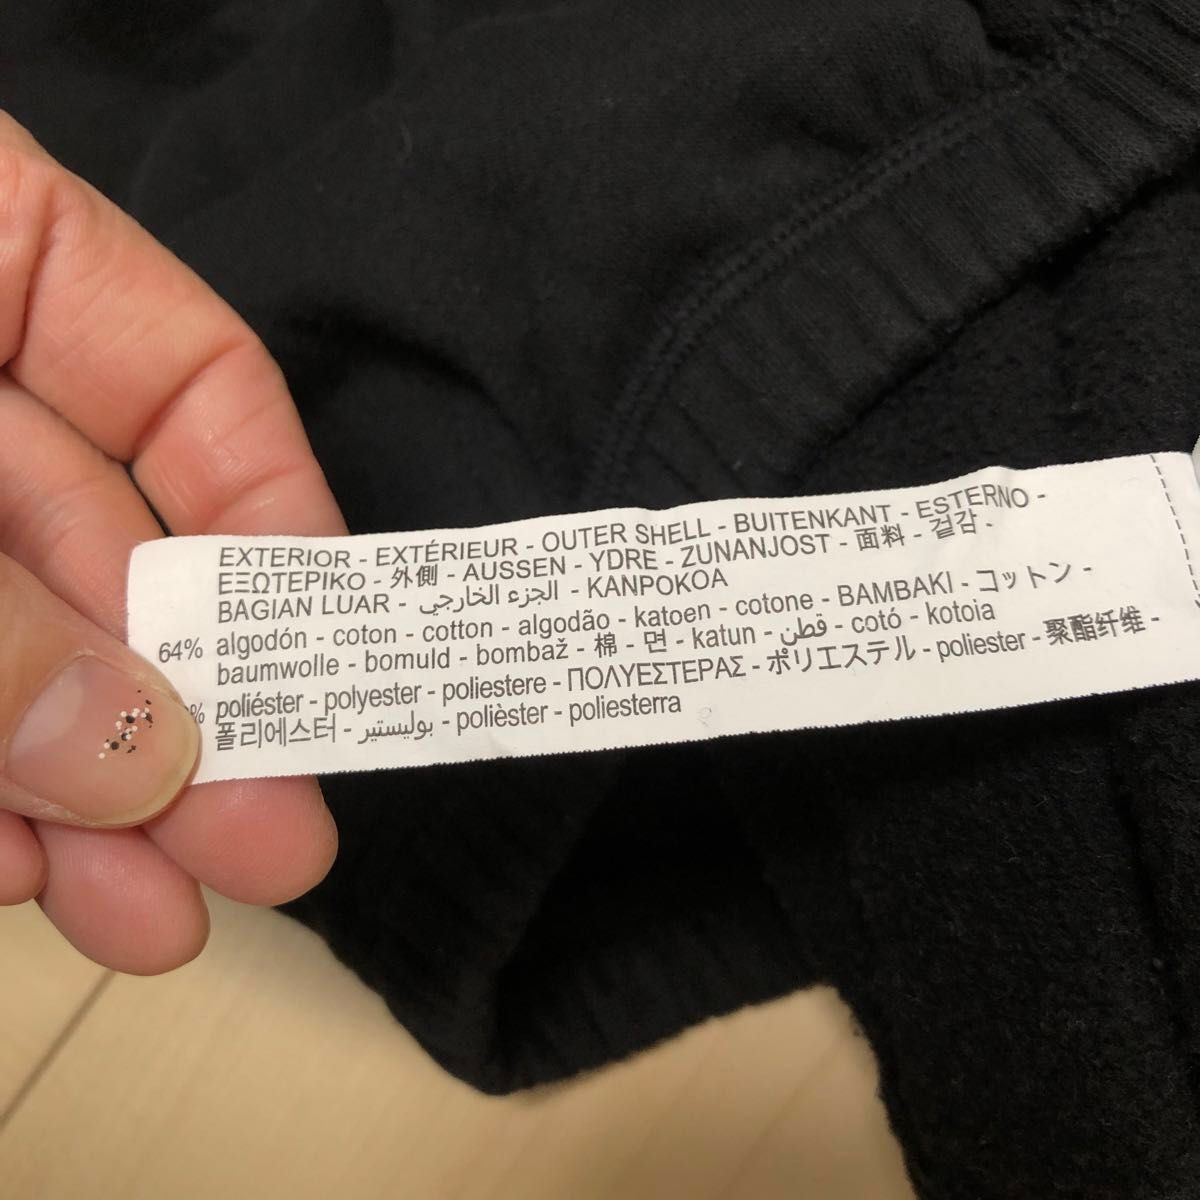 EXTERIOR - EXTÉRIEUR - OUTER SHELL - BUITENKANT - ESTERNO -
ΕΞΩΤΕΡΙΚΟ - 外側 - AUSSEN - YDRE - ZUNANJOST - 面料 - 겉감 -
BAGIAN LUAR - الجزء الخارجي - KANPOKOA
64% algodón - coton - cotton - algodão - katoen - cotone - BAMBAKI - コットン -
baumwolle - bomuld - bombaž - 棉 - 면 - katun - قطن - cotó - kotoia
% poliéster - polyester - poliestere - ΠΟΛΥΕΣΤΕΡΑΣ - ポリエステル - poliester - 聚酯纤维 -
폴리에스터 - بوليستير - polièster - poliesterra